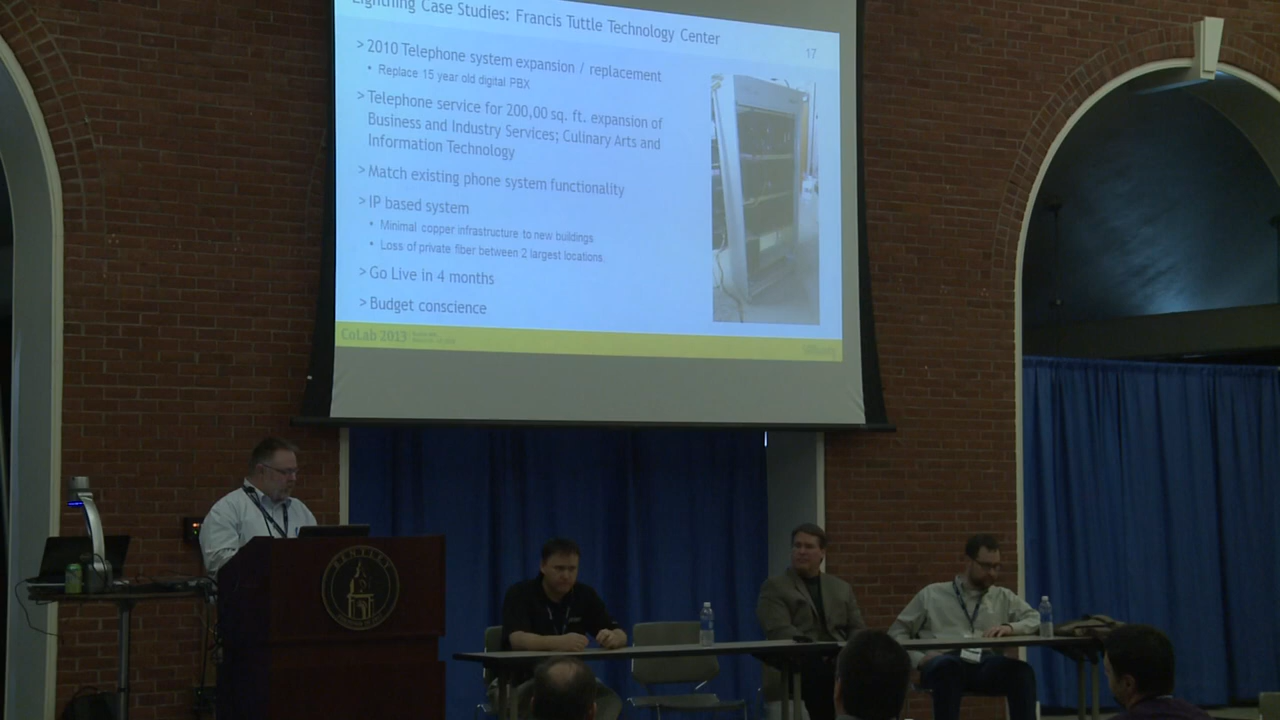 Lightning Case Studies: Francis Tuttle Technology Center
17
> 2010 Telephone system expansion / replacement
• Replace 15 year old digital PBX
> Telephone service for 200,00 sq. ft. expansion of
Business and Industry Services; Culinary Arts and
Information Technology
> Match existing phone system functionality
> IP based system
• Minimal copper infrastructure to new buildings
• Loss of private fiber between 2 largest locations
> Go Live in 4 months
> Budget conscience
CoLab 2013
BENTLEY